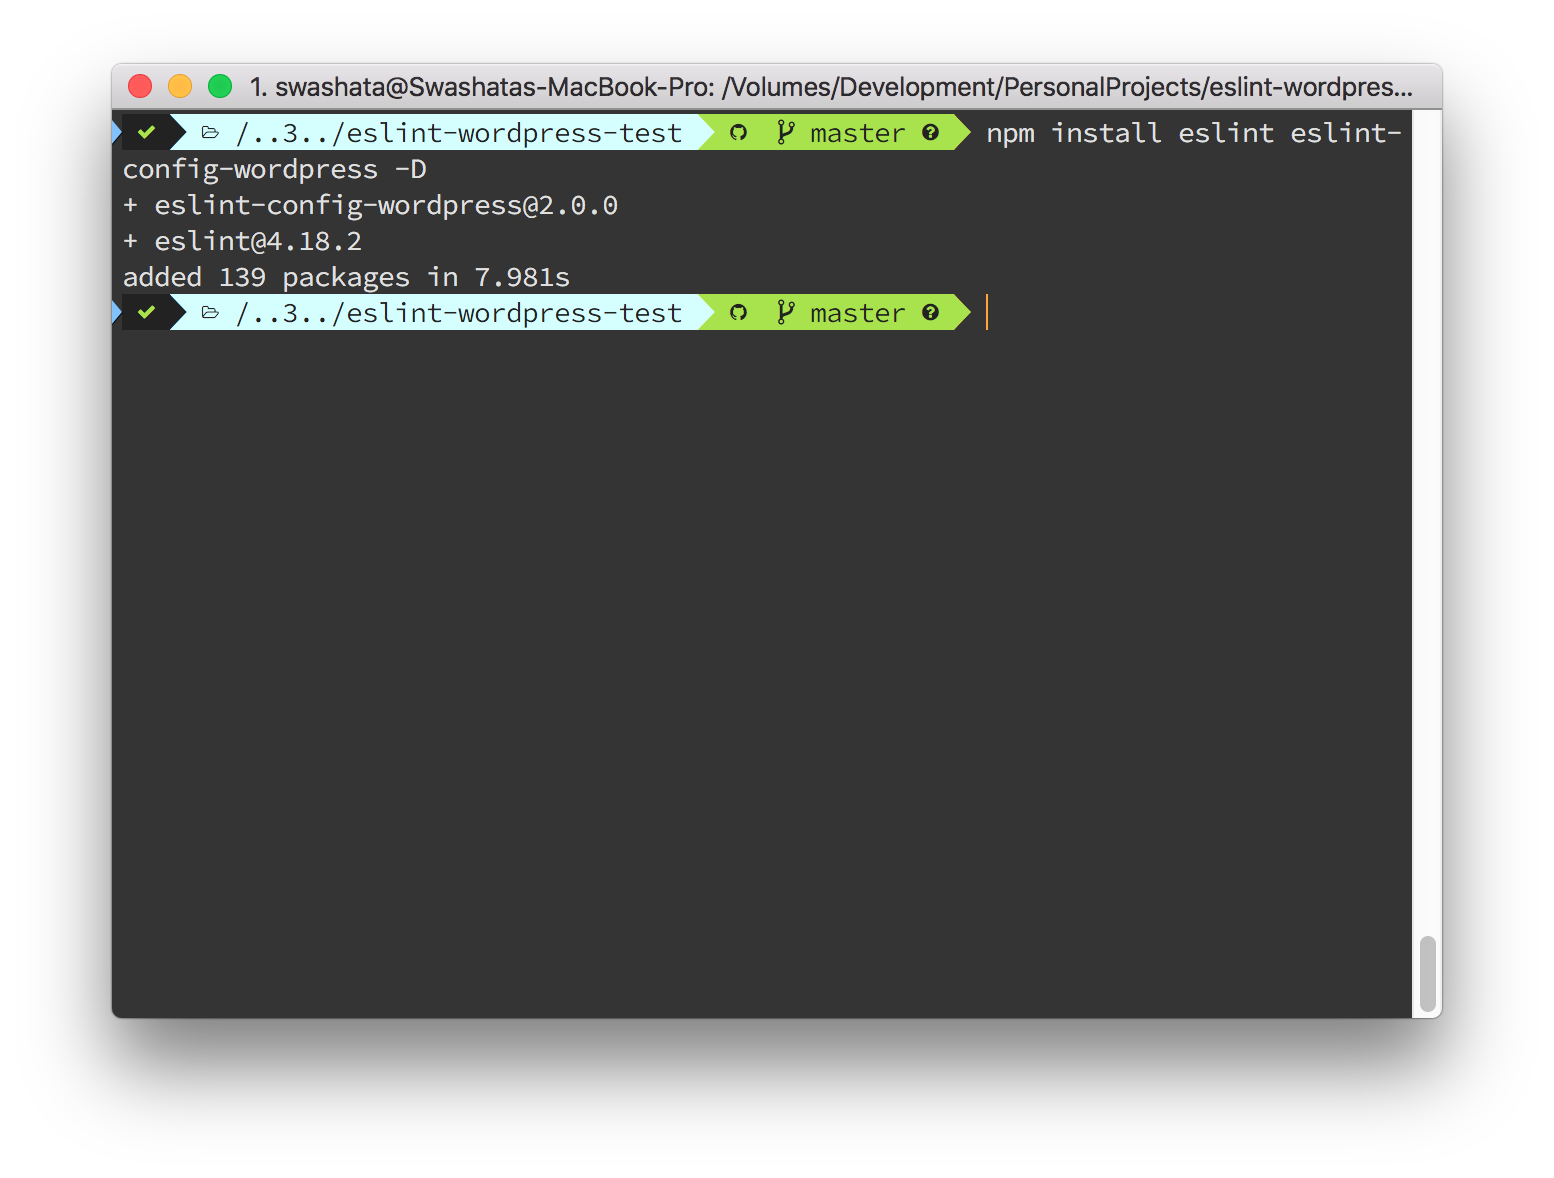 1. swashata@Swashatas-MacBook-Pro: /Volumes/Development/PersonalProjects/eslint-wordpres...
/..3../eslint-wordpress-test master npm install eslint eslint-
config-wordpress -D
+ eslint-config-wordpress@2.0.0
+ eslint@4.18.2
added 139 packages in 7.981s
/..3../eslint-wordpress-test master